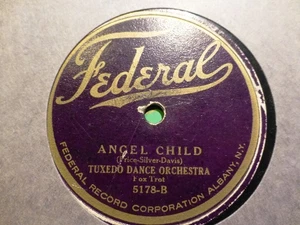 Federal
ANGEL CHILD
(Price-Silver-Davis)
TUXEDO DANCE ORCHESTRA
Fox Trot
5178-B
FEDERAL RECORD CORPORATION ALBANY, N.Y.